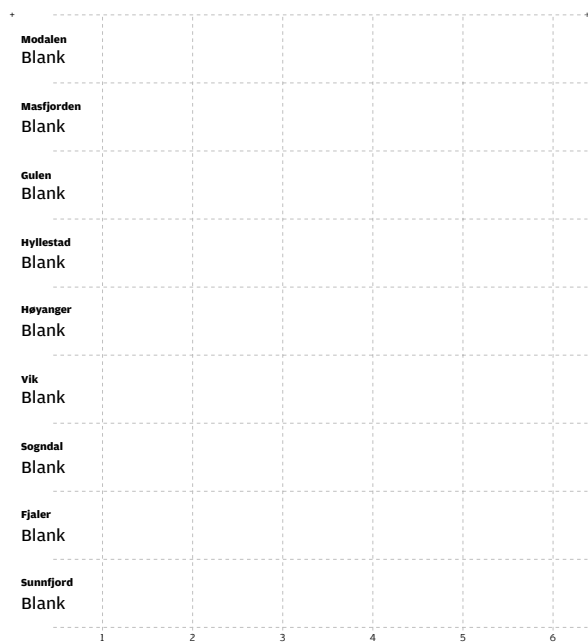 Modalen
Blank
Masfjorden
Blank
Gulen
Blank
Hyllestad
Blank
Høyanger
Blank
Vik
Blank
Sogndal
Blank
Fjaler
Blank
Sunnfjord
Blank
1 2 3 4 5 6